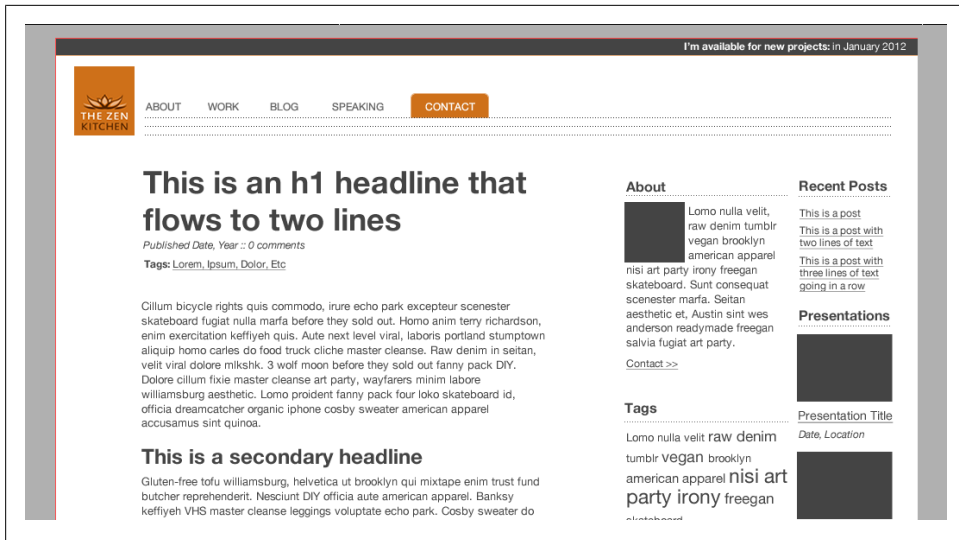 I'm available for new projects: in January 2012
THE ZEN
KITCHEN
ABOUT WORK BLOG SPEAKING CONTACT
This is an h1 headline that
flows to two lines
Published Date, Year :: 0 comments
Tags: Lorem, Ipsum, Dolor, Etc
Cillum bicycle rights quis commodo, irure echo park excepteur scenester
skateboard fugiat nulla marfa before they sold out. Homo anim terry richardson,
enim exercitation keffiyeh quis. Aute next level viral, laboris portland stumptown
aliquip homo carles do food truck cliche master cleanse. Raw denim in seitan,
velit viral dolore mlkshk. 3 wolf moon before they sold out fanny pack DIY.
Dolore cillum fixie master cleanse art party, wayfarers minim labore
williamsburg aesthetic. Lomo proident fanny pack four loko skateboard id,
officia dreamcatcher organic iphone cosby sweater american apparel
accusamus sint quinoa.
This is a secondary headline
Gluten-free tofu williamsburg, helvetica ut brooklyn qui mixtape enim trust fund
butcher reprehenderit. Nesciunt DIY officia aute american apparel. Banksy
keffiyeh VHS master cleanse leggings voluptate echo park. Cosby sweater do
About
Lomo nulla velit,
raw denim tumblr
vegan brooklyn
american apparel
nisi art party irony freegan
skateboard. Sunt consequat
scenester marfa. Seitan
aesthetic et, Austin sint wes
anderson readymade freegan
salvia fugiat art party.
Contact >>
Tags
Lomo nulla velit raw denim
tumblr vegan brooklyn
american apparel nisi art
party irony freegan
skateboard
Recent Posts
This is a post
This is a post with
two lines of text
This is a post with
three lines of text
going in a row
Presentations
Presentation Title
Date, Location